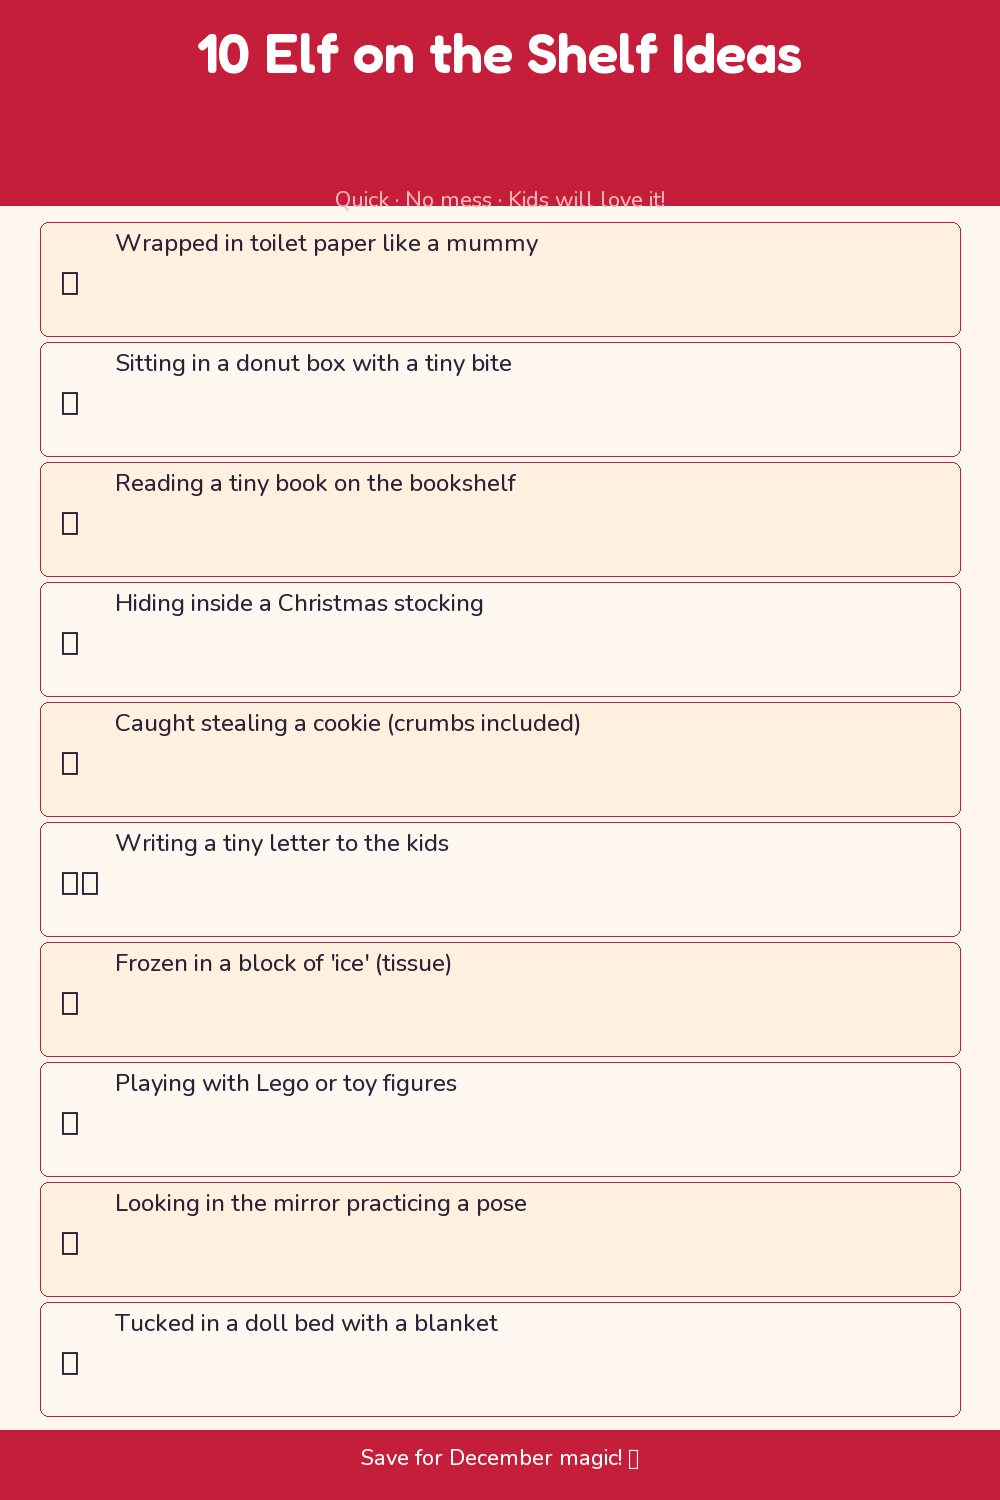 10 Elf on the Shelf Ideas
Quick · No mess · Kids will love it!
Wrapped in toilet paper like a mummy
Sitting in a donut box with a tiny bite
Reading a tiny book on the bookshelf
Hiding inside a Christmas stocking
Caught stealing a cookie (crumbs included)
Writing a tiny letter to the kids
Frozen in a block of 'ice' (tissue)
Playing with Lego or toy figures
Looking in the mirror practicing a pose
Tucked in a doll bed with a blanket
Save for December magic!